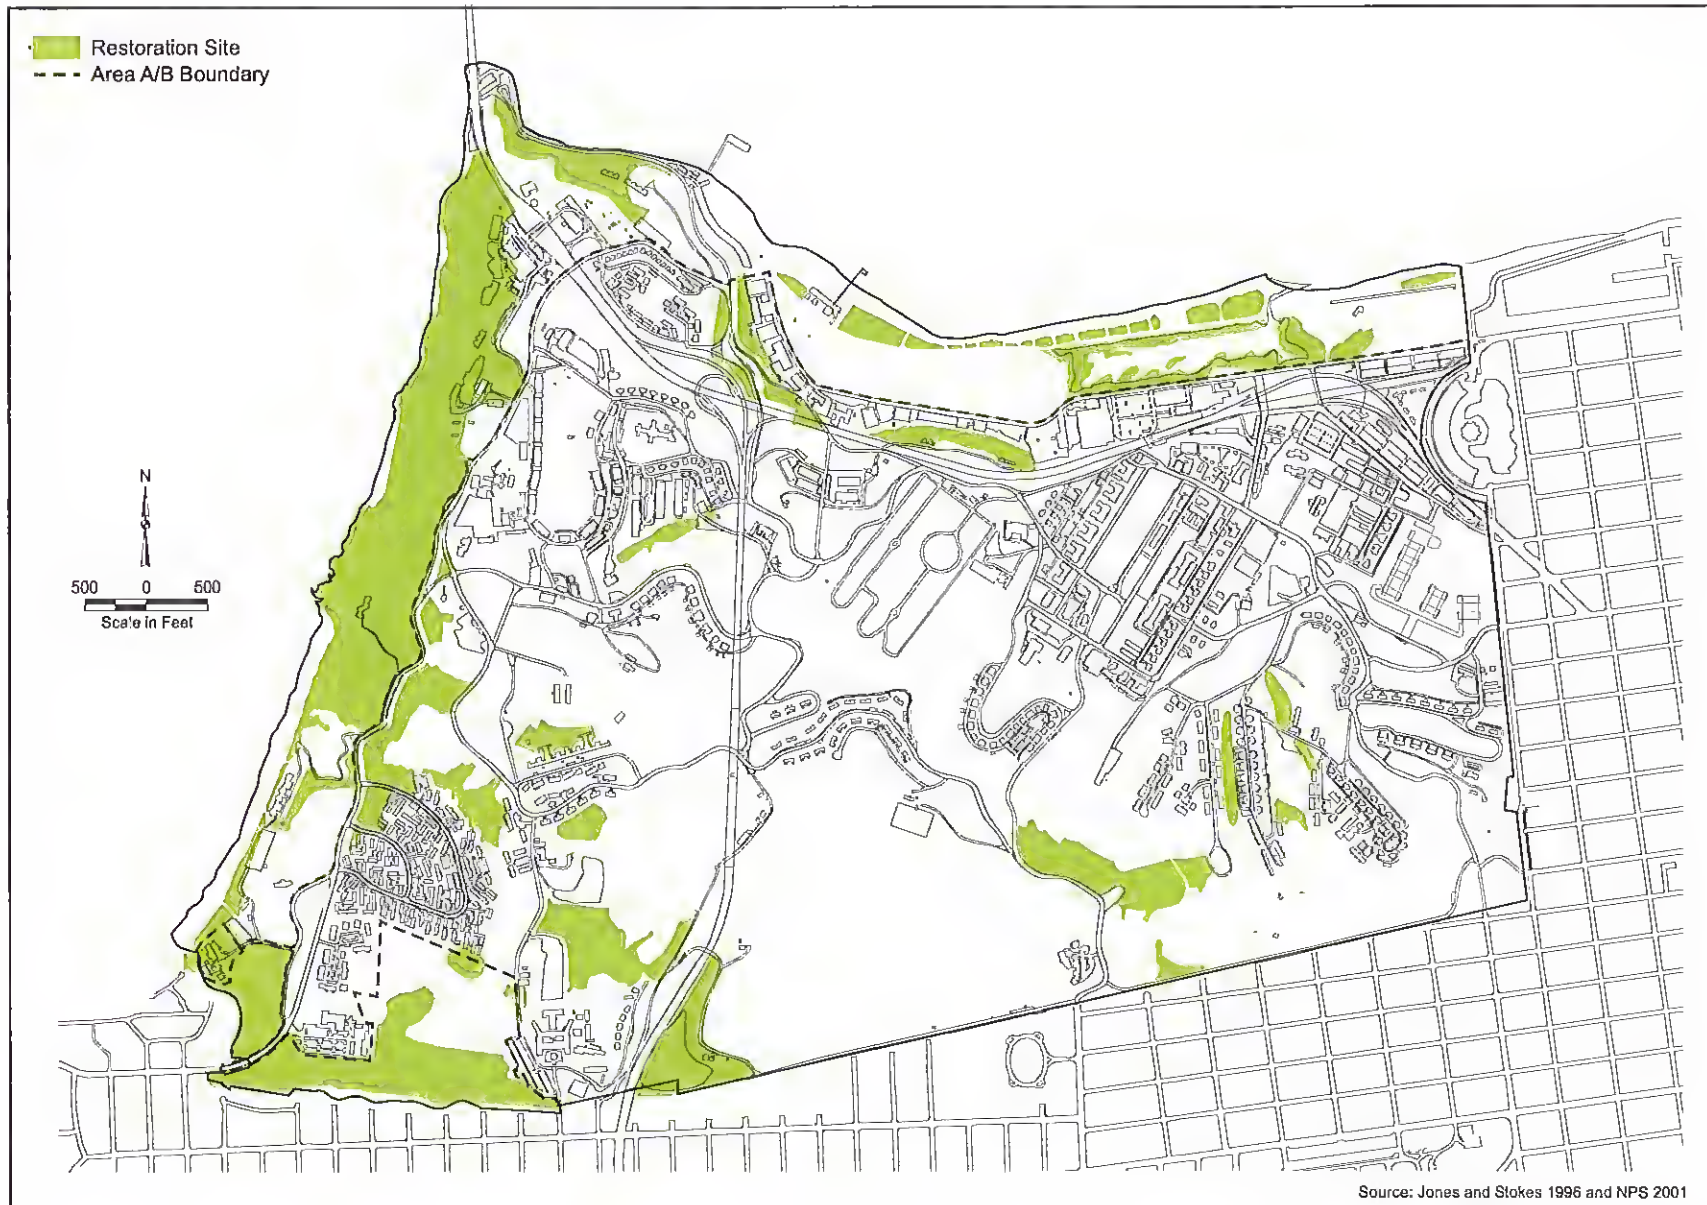 Restoration Site
Area A/B Boundary
N
500 0 500
Scale in Feet
Source: Jones and Stokes 1996 and NPS 2001